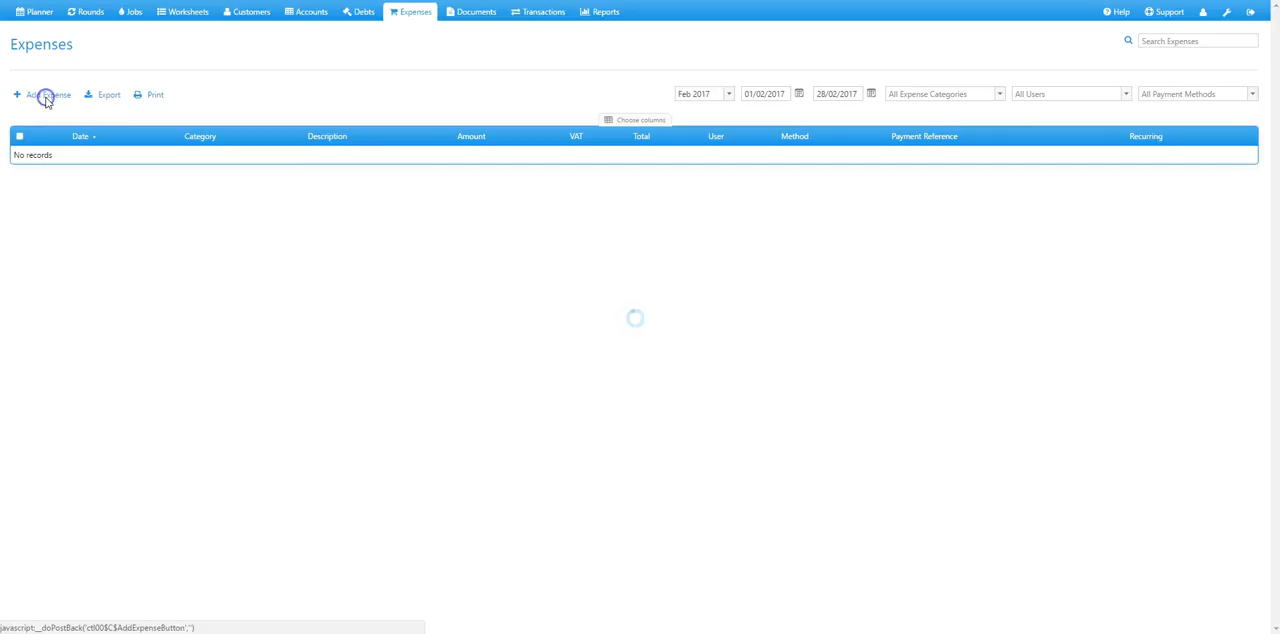 Planner Rounds Jobs Worksheets Customers Accounts Debts Expenses Documents Transactions Reports Help Support
Expenses
Search Expenses
Add Expense Export Print Feb 2017 01/02/2017 28/02/2017 All Expense Categories All Users All Payment Methods
Choose columns
Date Category Description Amount VAT Total User Method Payment Reference Recurring
No records
javascript:__doPostBack('ctl00$C$AddExpenseButton','')